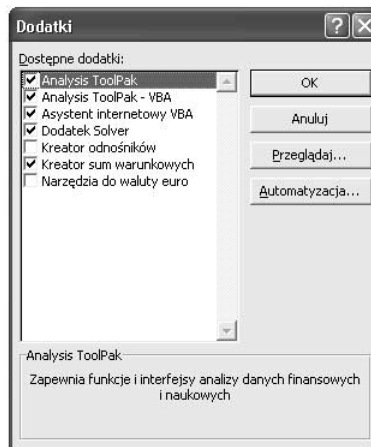 Dodatki
Dostępne dodatki:
Analysis ToolPak
Analysis ToolPak - VBA
Asystent internetowy VBA
Dodatek Solver
Kreator odnośników
Kreator sum warunkowych
Narzędzia do waluty euro
OK
Anuluj
Przeglądaj...
Automatyzacja...
Analysis ToolPak
Zapewnia funkcje i interfejsy analizy danych finansowych
i naukowych